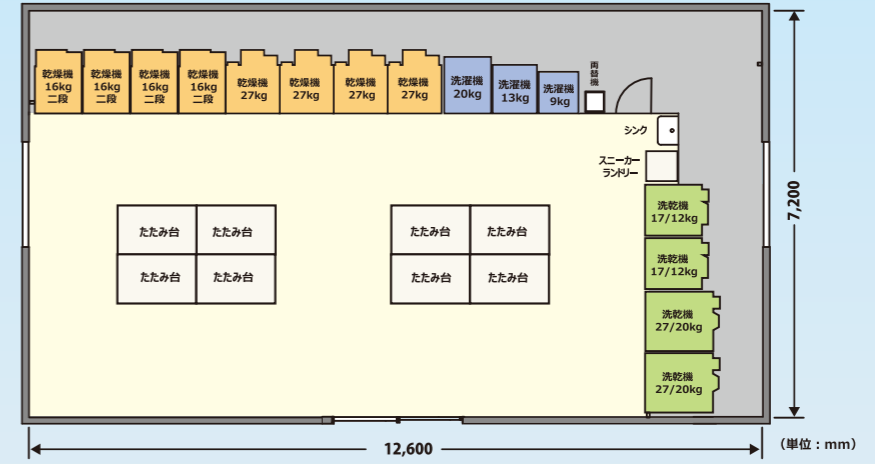 乾燥機
16kg
二段
乾燥機
16kg
二段
乾燥機
16kg
二段
乾燥機
16kg
二段
乾燥機
27kg
乾燥機
27kg
乾燥機
27kg
乾燥機
27kg
洗濯機
20kg
洗濯機
13kg
洗濯機
9kg
両替機
シンク
スニーカー
ランドリー
洗乾機
17/12kg
洗乾機
17/12kg
洗乾機
27/20kg
洗乾機
27/20kg
たたみ台
たたみ台
たたみ台
たたみ台
たたみ台
たたみ台
たたみ台
たたみ台
7,200
12,600
（単位：mm）